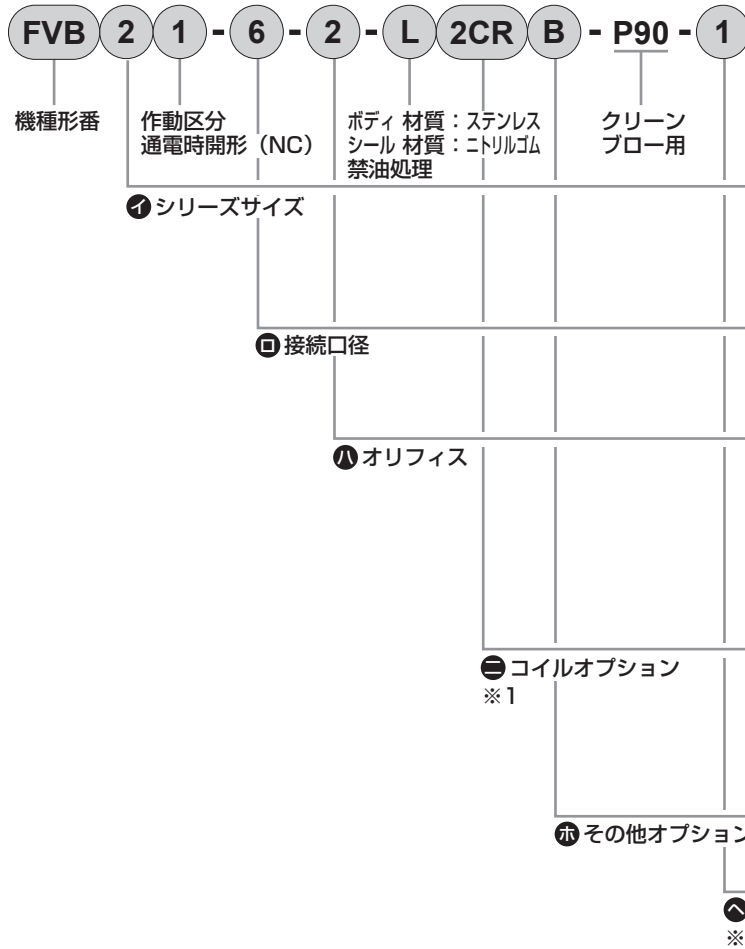 FVB 2 1 - 6 - 2 - L 2CR B - P90 - 1
機種形番
作動区分
通電時開形（NC）
ボディ 材質：ステンレス
シール 材質：ニトリルゴム
禁油処理
クリーン
ブロー用
イ シリーズサイズ
ロ 接続口径
ハ オリフィス
ニ コイルオプション
※1
ホ その他オプション
ヘ
※